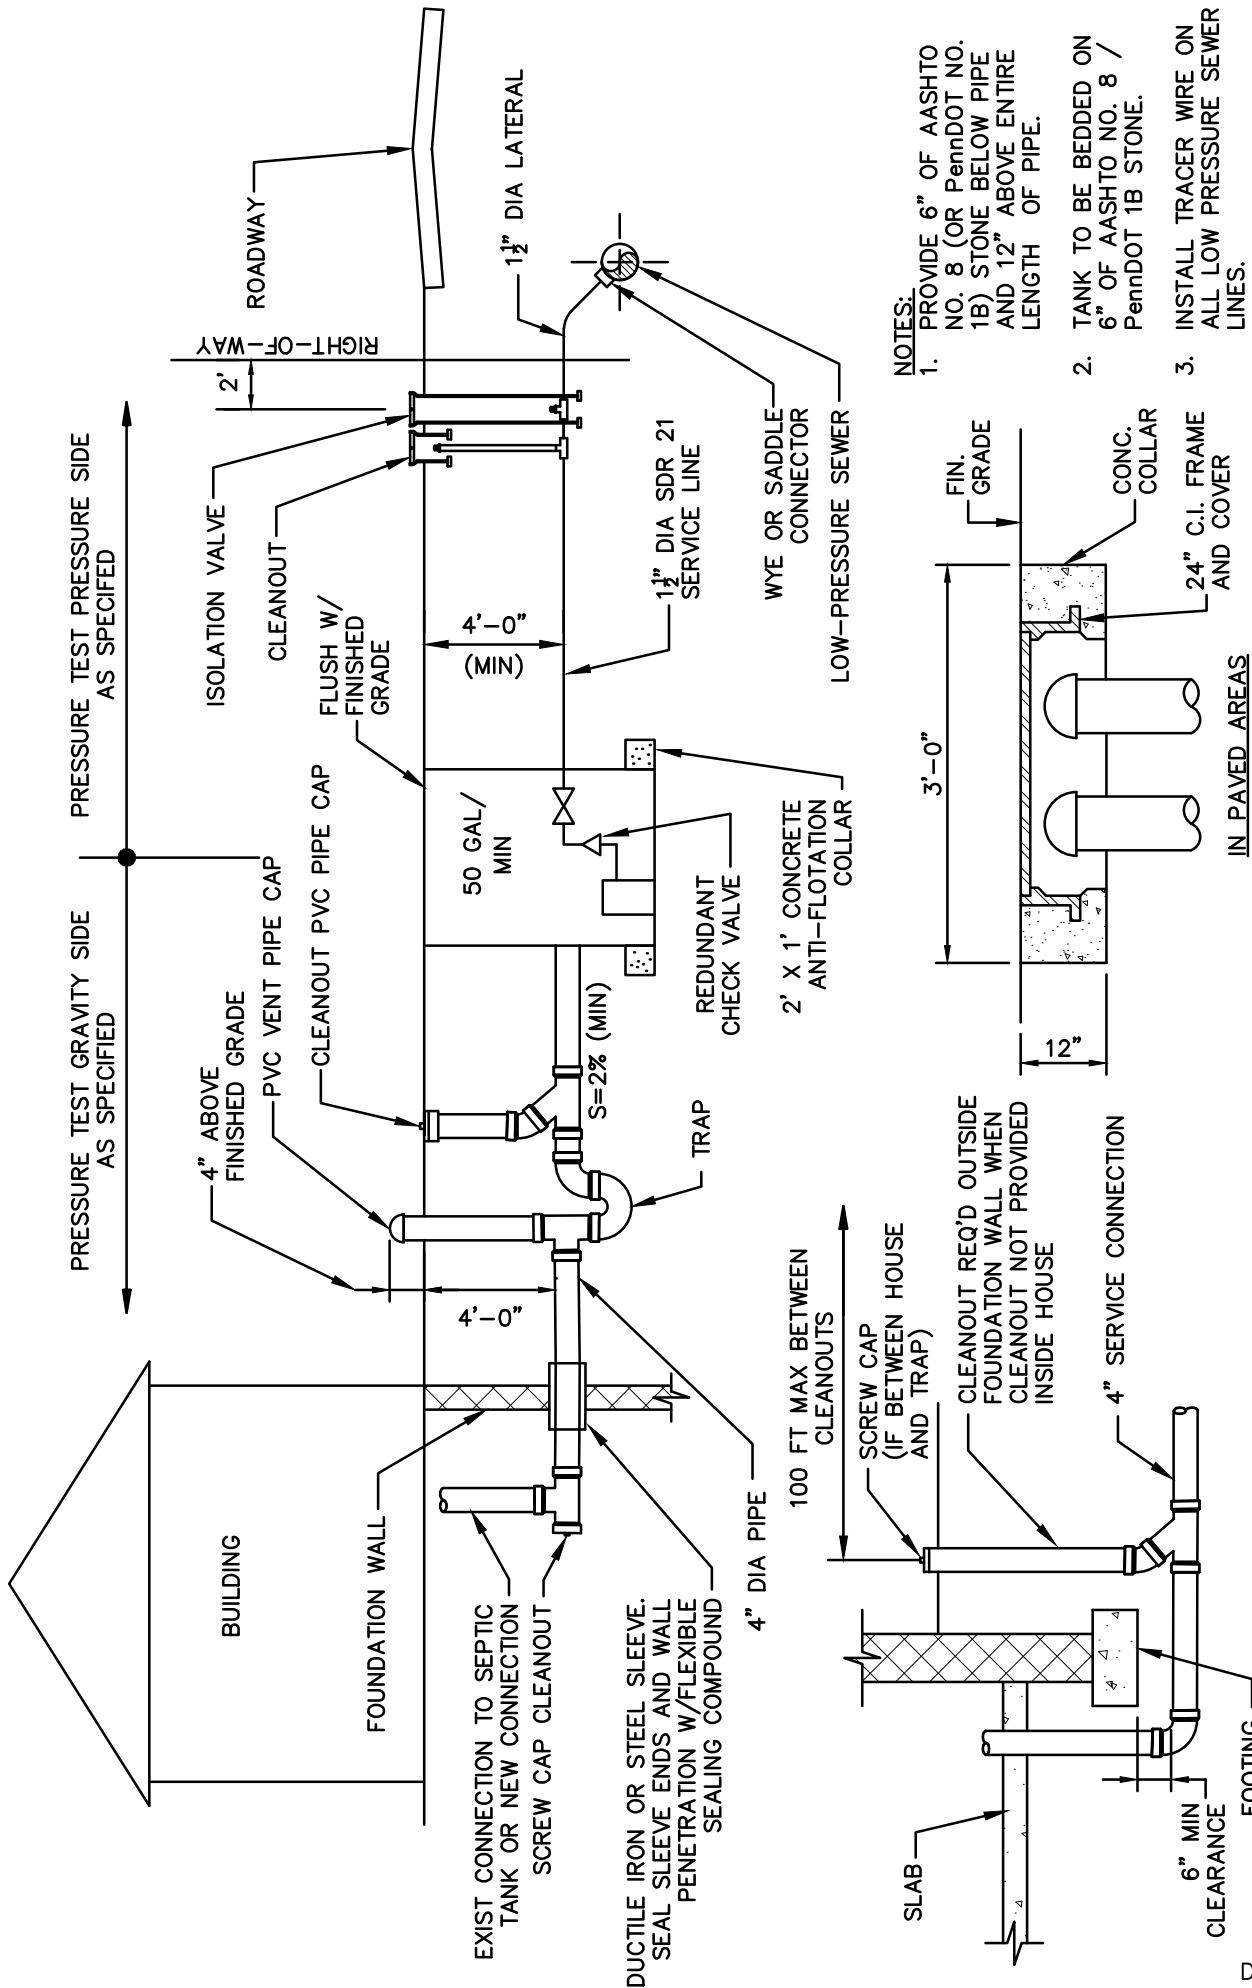 PRESSURE TEST GRAVITY SIDE
AS SPECIFIED
PRESSURE TEST PRESSURE SIDE
AS SPECIFED
4" ABOVE
FINISHED GRADE
PVC VENT PIPE CAP
CLEANOUT PVC PIPE CAP
FLUSH W/
FINISHED
GRADE
ISOLATION VALVE
CLEANOUT
2'
RIGHT-OF-WAY
ROADWAY
BUILDING
FOUNDATION WALL
4'-0"
50 GAL/
MIN
4'-0"
(MIN)
1½" DIA LATERAL
EXIST CONNECTION TO SEPTIC
TANK OR NEW CONNECTION
SCREW CAP CLEANOUT
DUCTILE IRON OR STEEL SLEEVE.
SEAL SLEEVE ENDS AND WALL
PENETRATION W/FLEXIBLE
SEALING COMPOUND
4" DIA PIPE
S=2% (MIN)
TRAP
REDUNDANT
CHECK VALVE
2' X 1' CONCRETE
ANTI-FLOTATION
COLLAR
1½" DIA SDR 21
SERVICE LINE
WYE OR SADDLE
CONNECTOR
LOW-PRESSURE SEWER
100 FT MAX BETWEEN
CLEANOUTS
SCREW CAP
(IF BETWEEN HOUSE
AND TRAP)
CLEANOUT REQ'D OUTSIDE
FOUNDATION WALL WHEN
CLEANOUT NOT PROVIDED
INSIDE HOUSE
4" SERVICE CONNECTION
SLAB
6" MIN
CLEARANCE
FOOTING
3'-0"
12"
FIN.
GRADE
CONC.
COLLAR
24" C.I. FRAME
AND COVER
IN PAVED AREAS
NOTES:
1. PROVIDE 6" OF AASHTO
NO. 8 (OR PennDOT NO.
1B) STONE BELOW PIPE
AND 12" ABOVE ENTIRE
LENGTH OF PIPE.
2. TANK TO BE BEDDED ON
6" OF AASHTO NO. 8 /
PennDOT 1B STONE.
3. INSTALL TRACER WIRE ON
ALL LOW PRESSURE SEWER
LINES.